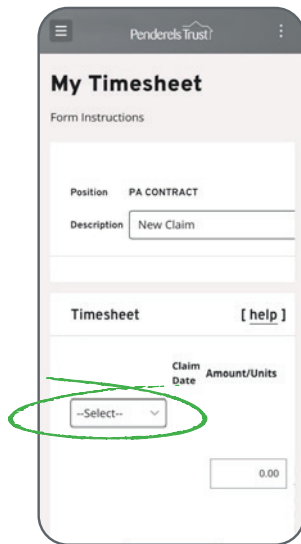 Penderels Trust
My Timesheet
Form Instructions
Position PA CONTRACT
Description New Claim
Timesheet [ help ]
Claim
Date Amount/Units
--Select--
0.00